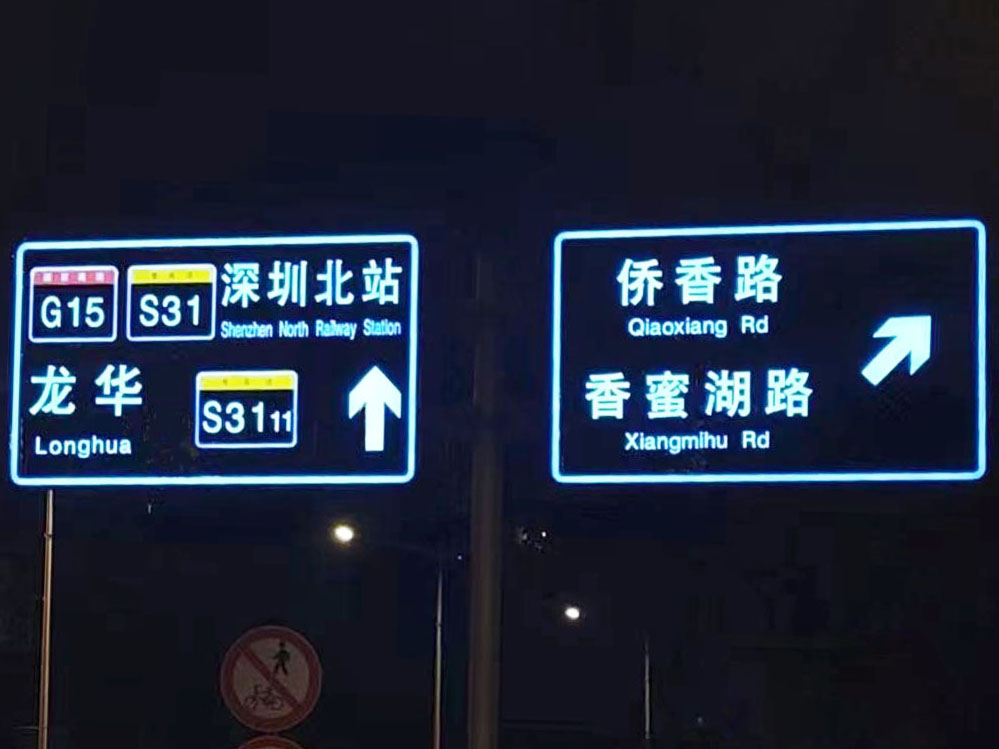 G15 S31 深圳北站
Shenzhen North Railway Station
龙华 S3111
Longhua
侨香路
Qiaoxiang Rd
香蜜湖路
Xiangmihu Rd